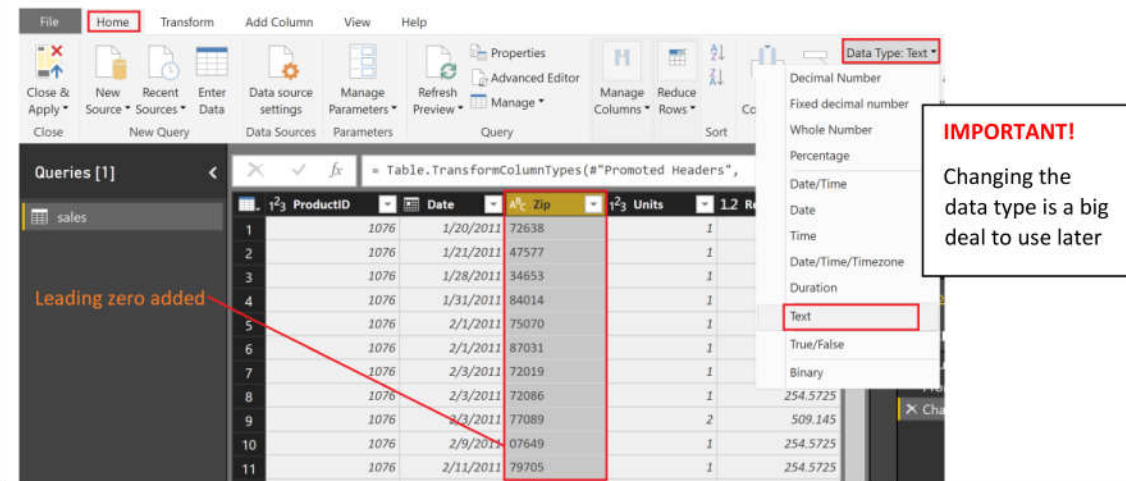 File Home Transform Add Column View Help
Close & Apply
New Source
Recent Sources
Enter Data
Data source settings
Manage Parameters
Refresh Preview
Properties
Advanced Editor
Manage
Manage Columns
Reduce Rows
Data Type: Text
Close New Query Data Sources Parameters Query Sort
Decimal Number
Fixed decimal number
Whole Number
Percentage
Date/Time
Date
Time
Date/Time/Timezone
Duration
Text
True/False
Binary
IMPORTANT!
Changing the
data type is a big
deal to use later
Queries [1]
sales
Leading zero added
fx = Table.TransformColumnTypes(#"Promoted Headers",
1²3 ProductID Date ABC Zip 1²3 Units 1.2 Re
1 1076 1/20/2011 72638 1
2 1076 1/21/2011 47577 1
3 1076 1/28/2011 34653 1
4 1076 1/31/2011 84014 1
5 1076 2/1/2011 75070 1
6 1076 2/1/2011 87031 1
7 1076 2/3/2011 72019 1
8 1076 2/3/2011 72086 1 254.5725
9 1076 2/3/2011 77089 2 509.145
10 1076 2/9/2011 07649 1 254.5725
11 1076 2/11/2011 79705 1 254.5725
Cha